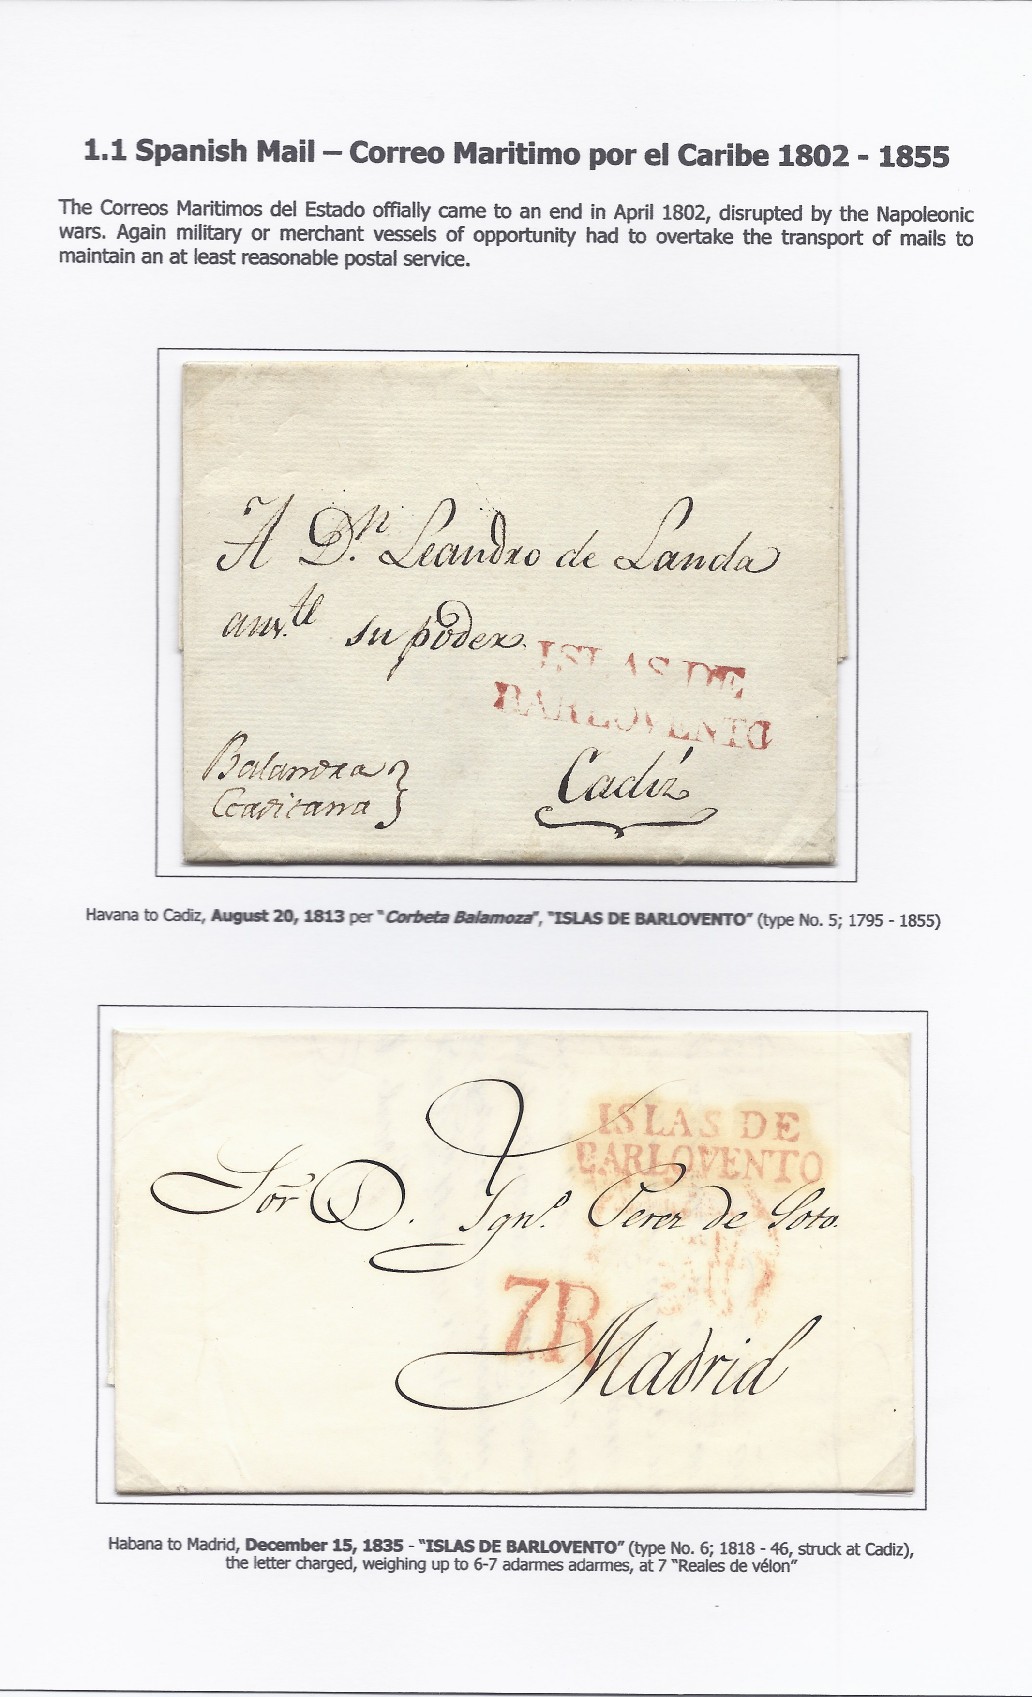 1.1 Spanish Mail – Correo Maritimo por el Caribe 1802 - 1855
The Correos Maritimos del Estado offially came to an end in April 1802, disrupted by the Napoleonic
wars. Again military or merchant vessels of opportunity had to overtake the transport of mails to
maintain an at least reasonable postal service.
A D.n Leandro de Landa
su poder.
ISLAS DE
BARLOVENTO
Balandra
Gaditana
Cadiz
Havana to Cadiz, August 20, 1813 per "Corbeta Balamoza", "ISLAS DE BARLOVENTO" (type No. 5; 1795 - 1855)
ISLAS DE
BARLOVENTO
Sor D. Ign.o Perez de Soto.
7R
Madrid
Habana to Madrid, December 15, 1835 - "ISLAS DE BARLOVENTO" (type No. 6; 1818 - 46, struck at Cadiz),
the letter charged, weighing up to 6-7 adarmes adarmes, at 7 "Reales de vélon"